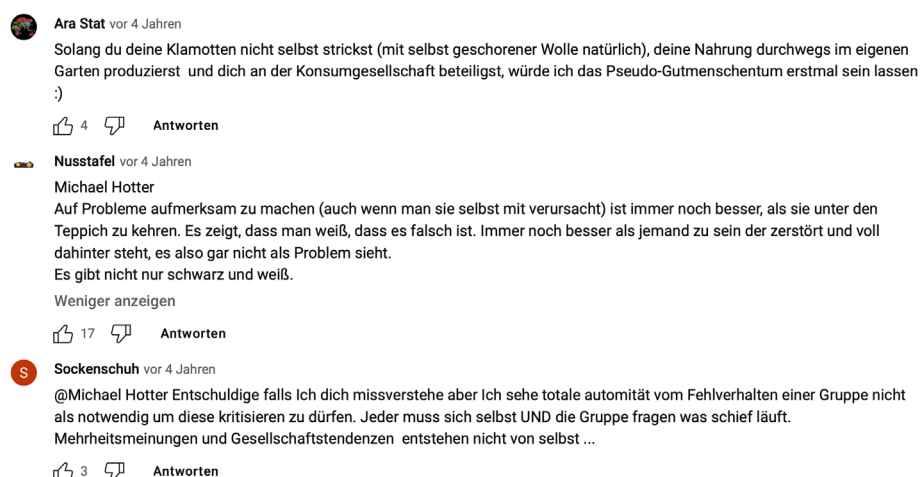 Ara Stat vor 4 Jahren
Solang du deine Klamotten nicht selbst strickst (mit selbst geschorener Wolle natürlich), deine Nahrung durchwegs im eigenen
Garten produzierst und dich an der Konsumgesellschaft beteiligst, würde ich das Pseudo-Gutmenschentum erstmal sein lassen
:)
4 Antworten
Nusstafel vor 4 Jahren
Michael Hotter
Auf Probleme aufmerksam zu machen (auch wenn man sie selbst mit verursacht) ist immer noch besser, als sie unter den
Teppich zu kehren. Es zeigt, dass man weiß, dass es falsch ist. Immer noch besser als jemand zu sein der zerstört und voll
dahinter steht, es also gar nicht als Problem sieht.
Es gibt nicht nur schwarz und weiß.
Weniger anzeigen
17 Antworten
S
Sockenschuh vor 4 Jahren
@Michael Hotter Entschuldige falls Ich dich missverstehe aber Ich sehe totale automität vom Fehlverhalten einer Gruppe nicht
als notwendig um diese kritisieren zu dürfen. Jeder muss sich selbst UND die Gruppe fragen was schief läuft.
Mehrheitsmeinungen und Gesellschaftstendenzen entstehen nicht von selbst ...
3 Antworten